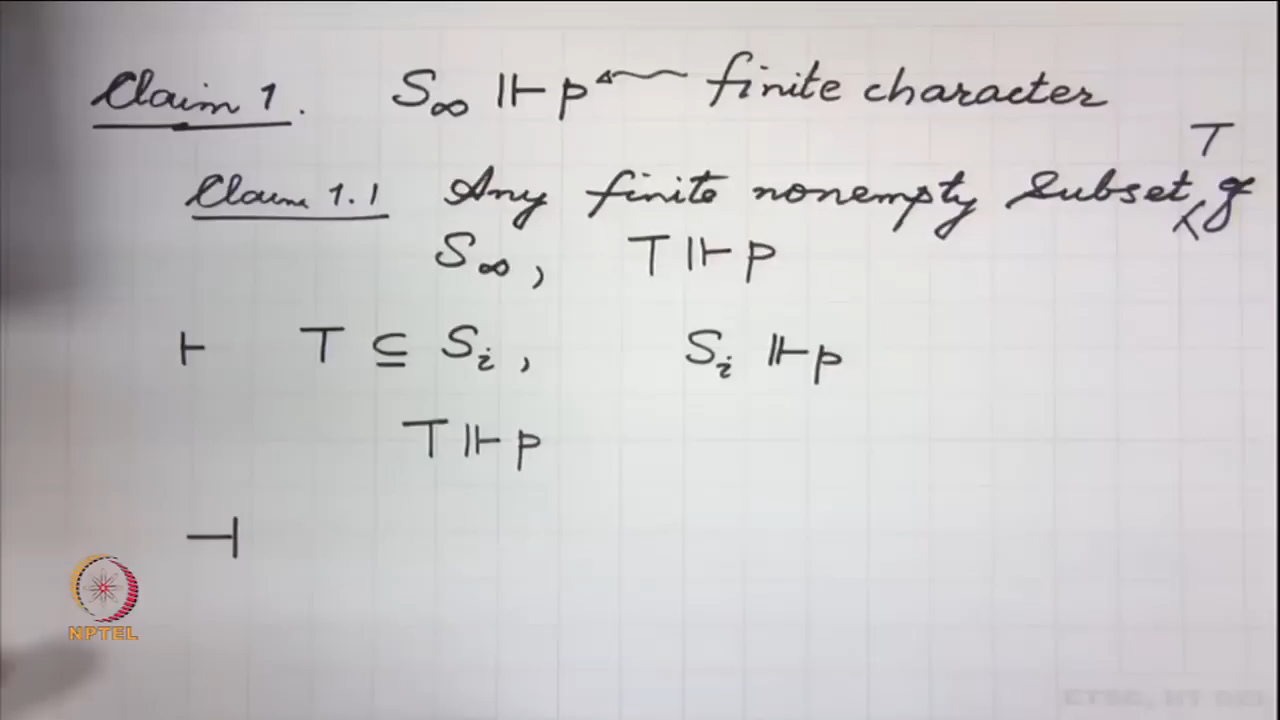 Claim 1. S∞ ⊩ p ← finite character
Claim 1.1 Any finite nonempty subset T of
S∞, T ⊩ p
⊢ T ⊆ Sᵢ, Sᵢ ⊩ p
T ⊩ p
⊣
NPTEL